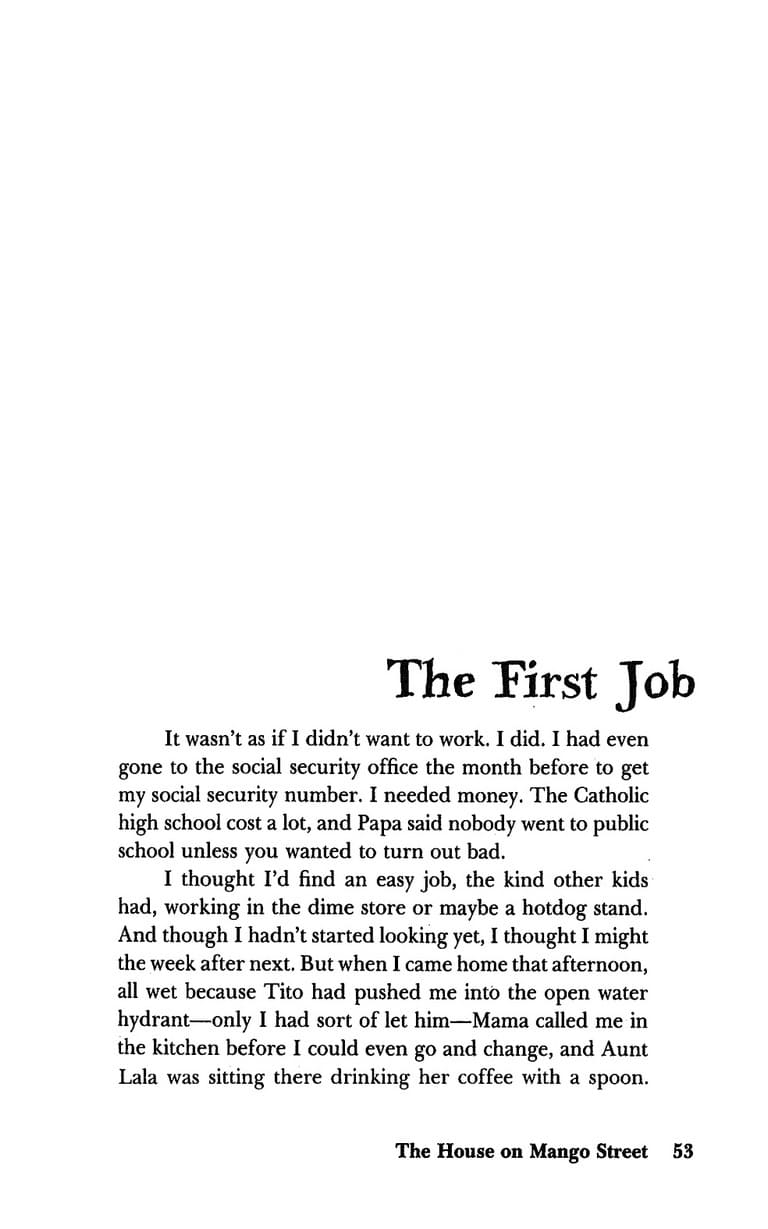 The First Job
It wasn't as if I didn't want to work. I did. I had even
gone to the social security office the month before to get
my social security number. I needed money. The Catholic
high school cost a lot, and Papa said nobody went to public
school unless you wanted to turn out bad.
I thought I'd find an easy job, the kind other kids
had, working in the dime store or maybe a hotdog stand.
And though I hadn't started looking yet, I thought I might
the week after next. But when I came home that afternoon,
all wet because Tito had pushed me into the open water
hydrant—only I had sort of let him—Mama called me in
the kitchen before I could even go and change, and Aunt
Lala was sitting there drinking her coffee with a spoon.
The House on Mango Street 53